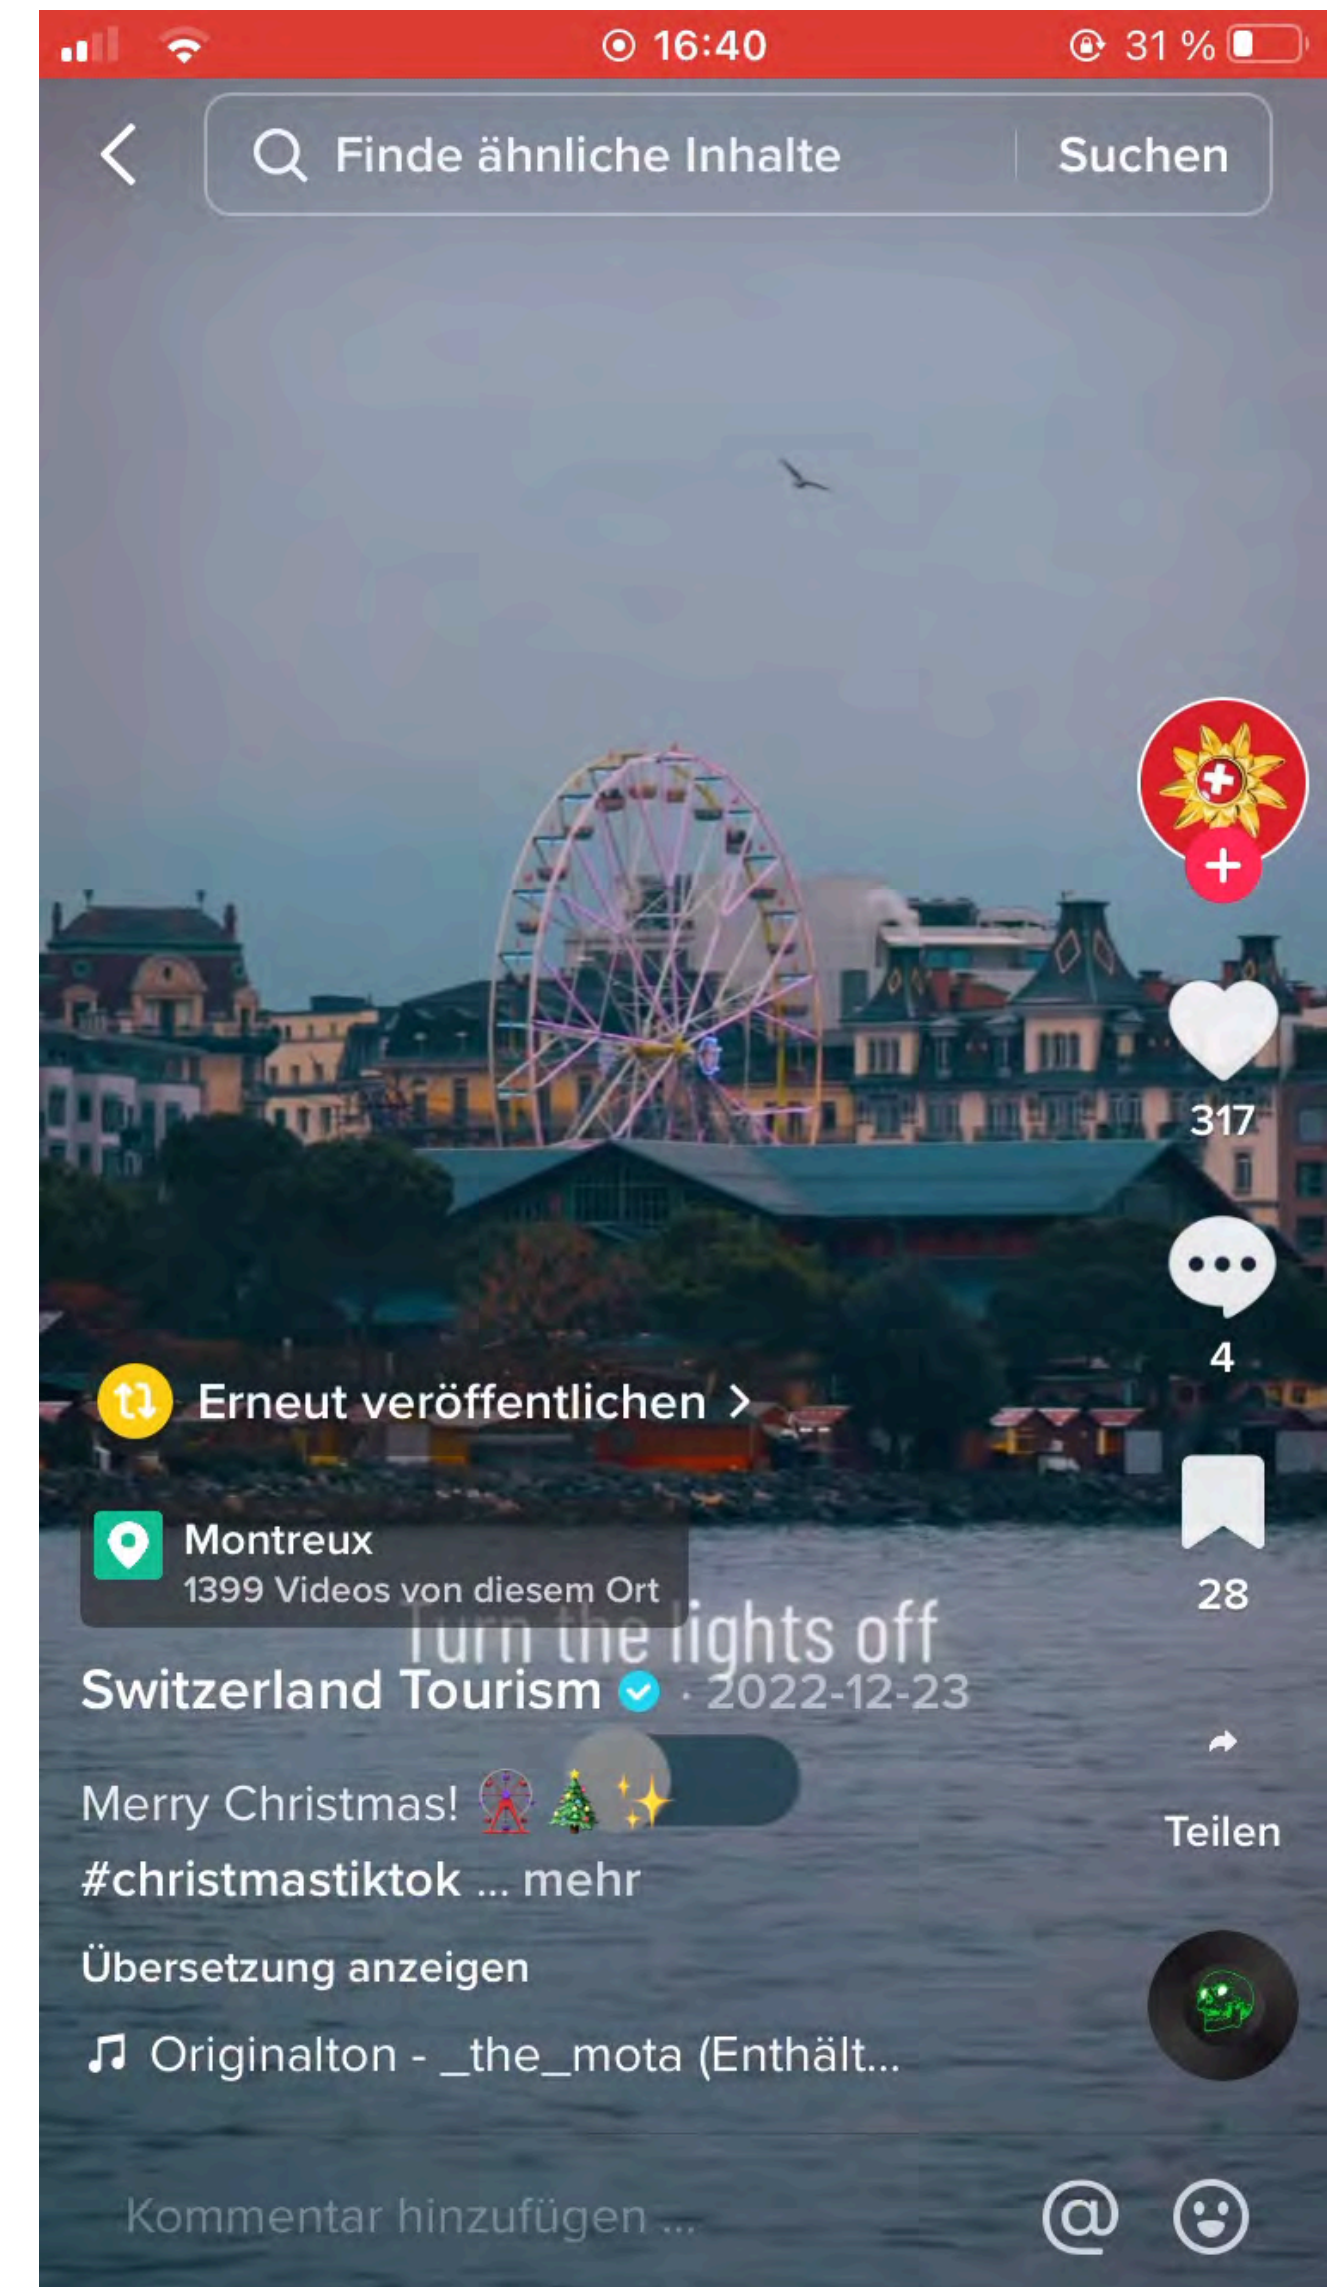 16:40
31 %
Finde ähnliche Inhalte
Suchen
317
4
Erneut veröffentlichen >
Montreux
1399 Videos von diesem Ort
28
Turn the lights off
Switzerland Tourism · 2022-12-23
Merry Christmas! 🎡🎄✨
#christmastiktok ... mehr
Teilen
Übersetzung anzeigen
Originalton - _the_mota (Enthält...
Kommentar hinzufügen ...
@